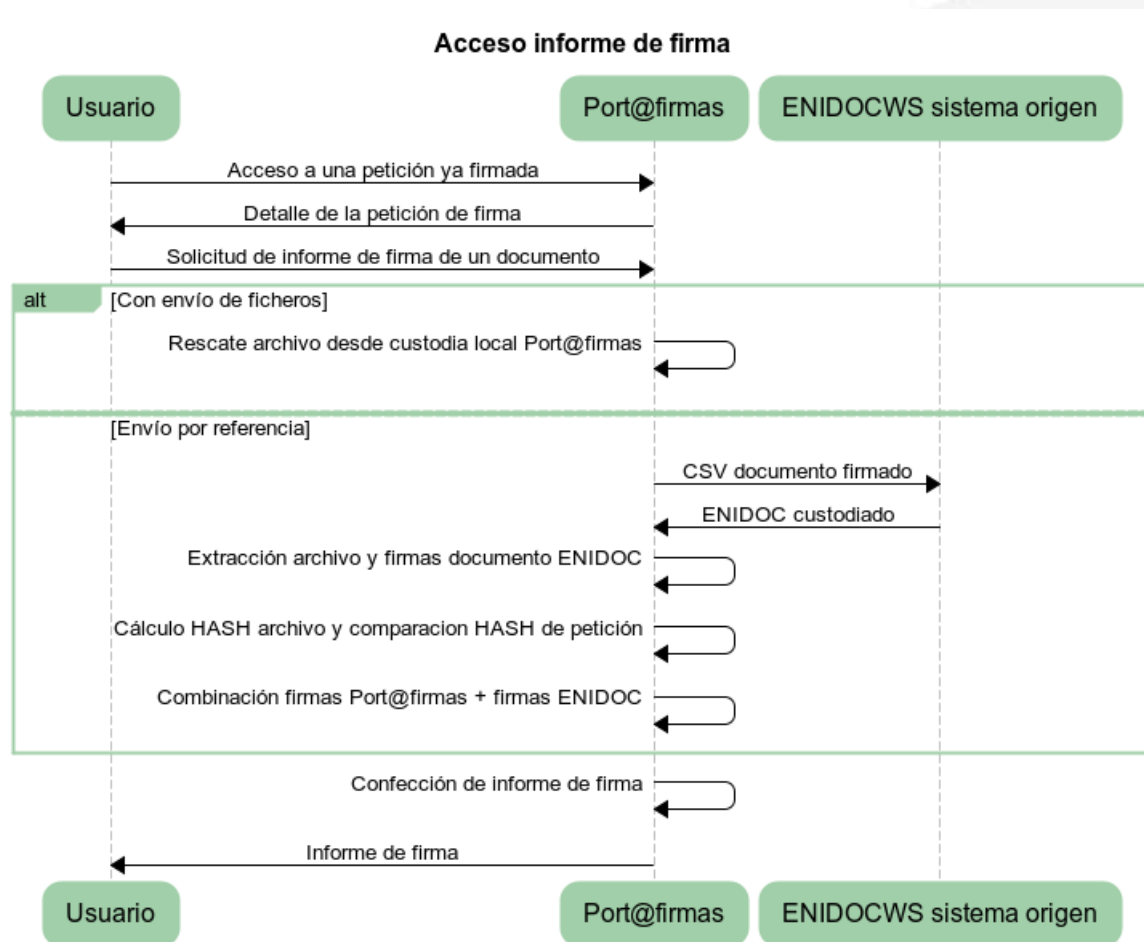 Acceso informe de firma
Usuario
Port@firmas
ENIDOCWS sistema origen
Acceso a una petición ya firmada
Detalle de la petición de firma
Solicitud de informe de firma de un documento
alt
[Con envío de ficheros]
Rescate archivo desde custodia local Port@firmas
[Envío por referencia]
CSV documento firmado
ENIDOC custodiado
Extracción archivo y firmas documento ENIDOC
Cálculo HASH archivo y comparacion HASH de petición
Combinación firmas Port@firmas + firmas ENIDOC
Confección de informe de firma
Informe de firma
Usuario
Port@firmas
ENIDOCWS sistema origen